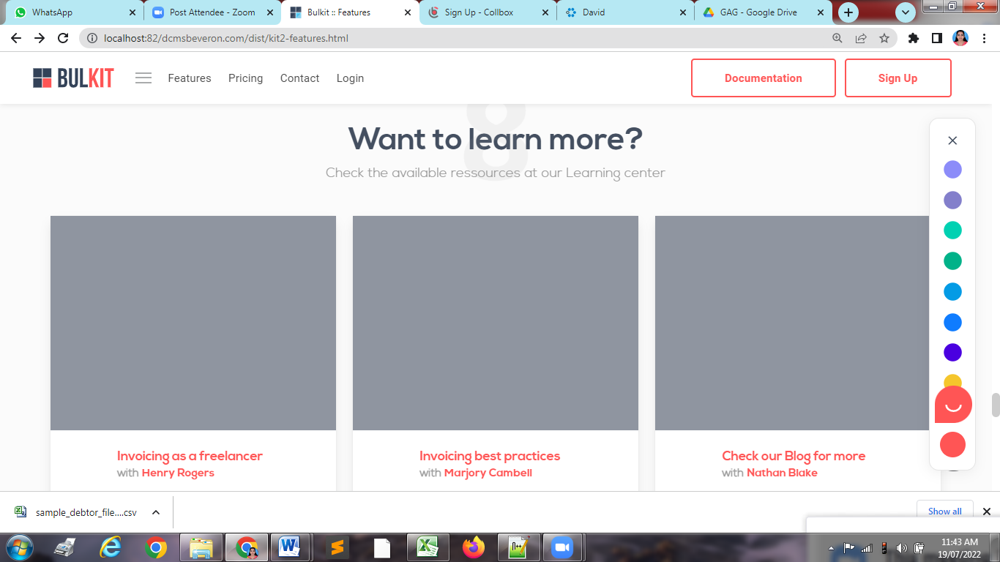 WhatsApp
Post Attendee - Zoom
Bulkit :: Features
Sign Up - Collbox
David
GAG - Google Drive
localhost:82/dcmsbeveron.com/dist/kit2-features.html
BULKIT
Features
Pricing
Contact
Login
Documentation
Sign Up
8
Want to learn more?
Check the available ressources at our Learning center
Invoicing as a freelancer
with Henry Rogers
Invoicing best practices
with Marjory Cambell
Check our Blog for more
with Nathan Blake
sample_debtor_file....csv
Show all
11:43 AM
19/07/2022